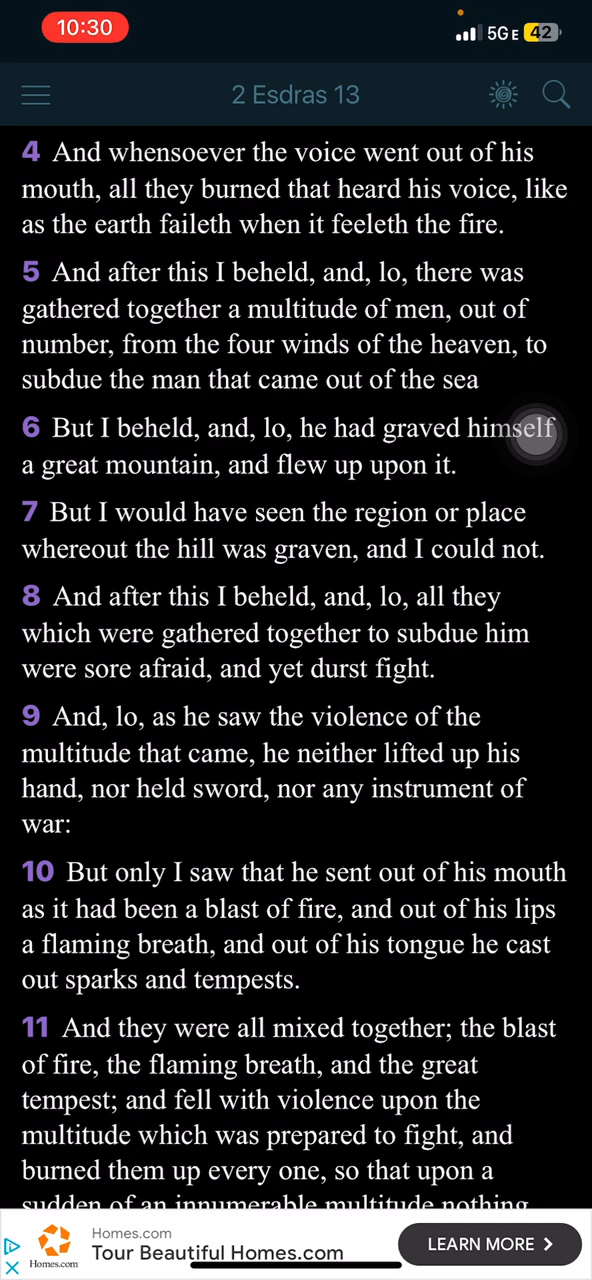 10:30
5G E 42
2 Esdras 13
4 And whensoever the voice went out of his
mouth, all they burned that heard his voice, like
as the earth faileth when it feeleth the fire.
5 And after this I beheld, and, lo, there was
gathered together a multitude of men, out of
number, from the four winds of the heaven, to
subdue the man that came out of the sea
6 But I beheld, and, lo, he had graved himself
a great mountain, and flew up upon it.
7 But I would have seen the region or place
whereout the hill was graven, and I could not.
8 And after this I beheld, and, lo, all they
which were gathered together to subdue him
were sore afraid, and yet durst fight.
9 And, lo, as he saw the violence of the
multitude that came, he neither lifted up his
hand, nor held sword, nor any instrument of
war:
10 But only I saw that he sent out of his mouth
as it had been a blast of fire, and out of his lips
a flaming breath, and out of his tongue he cast
out sparks and tempests.
11 And they were all mixed together; the blast
of fire, the flaming breath, and the great
tempest; and fell with violence upon the
multitude which was prepared to fight, and
burned them up every one, so that upon a
sudden of an innumerable multitude nothing
Homes.com
Tour Beautiful Homes.com
Homes.com
LEARN MORE